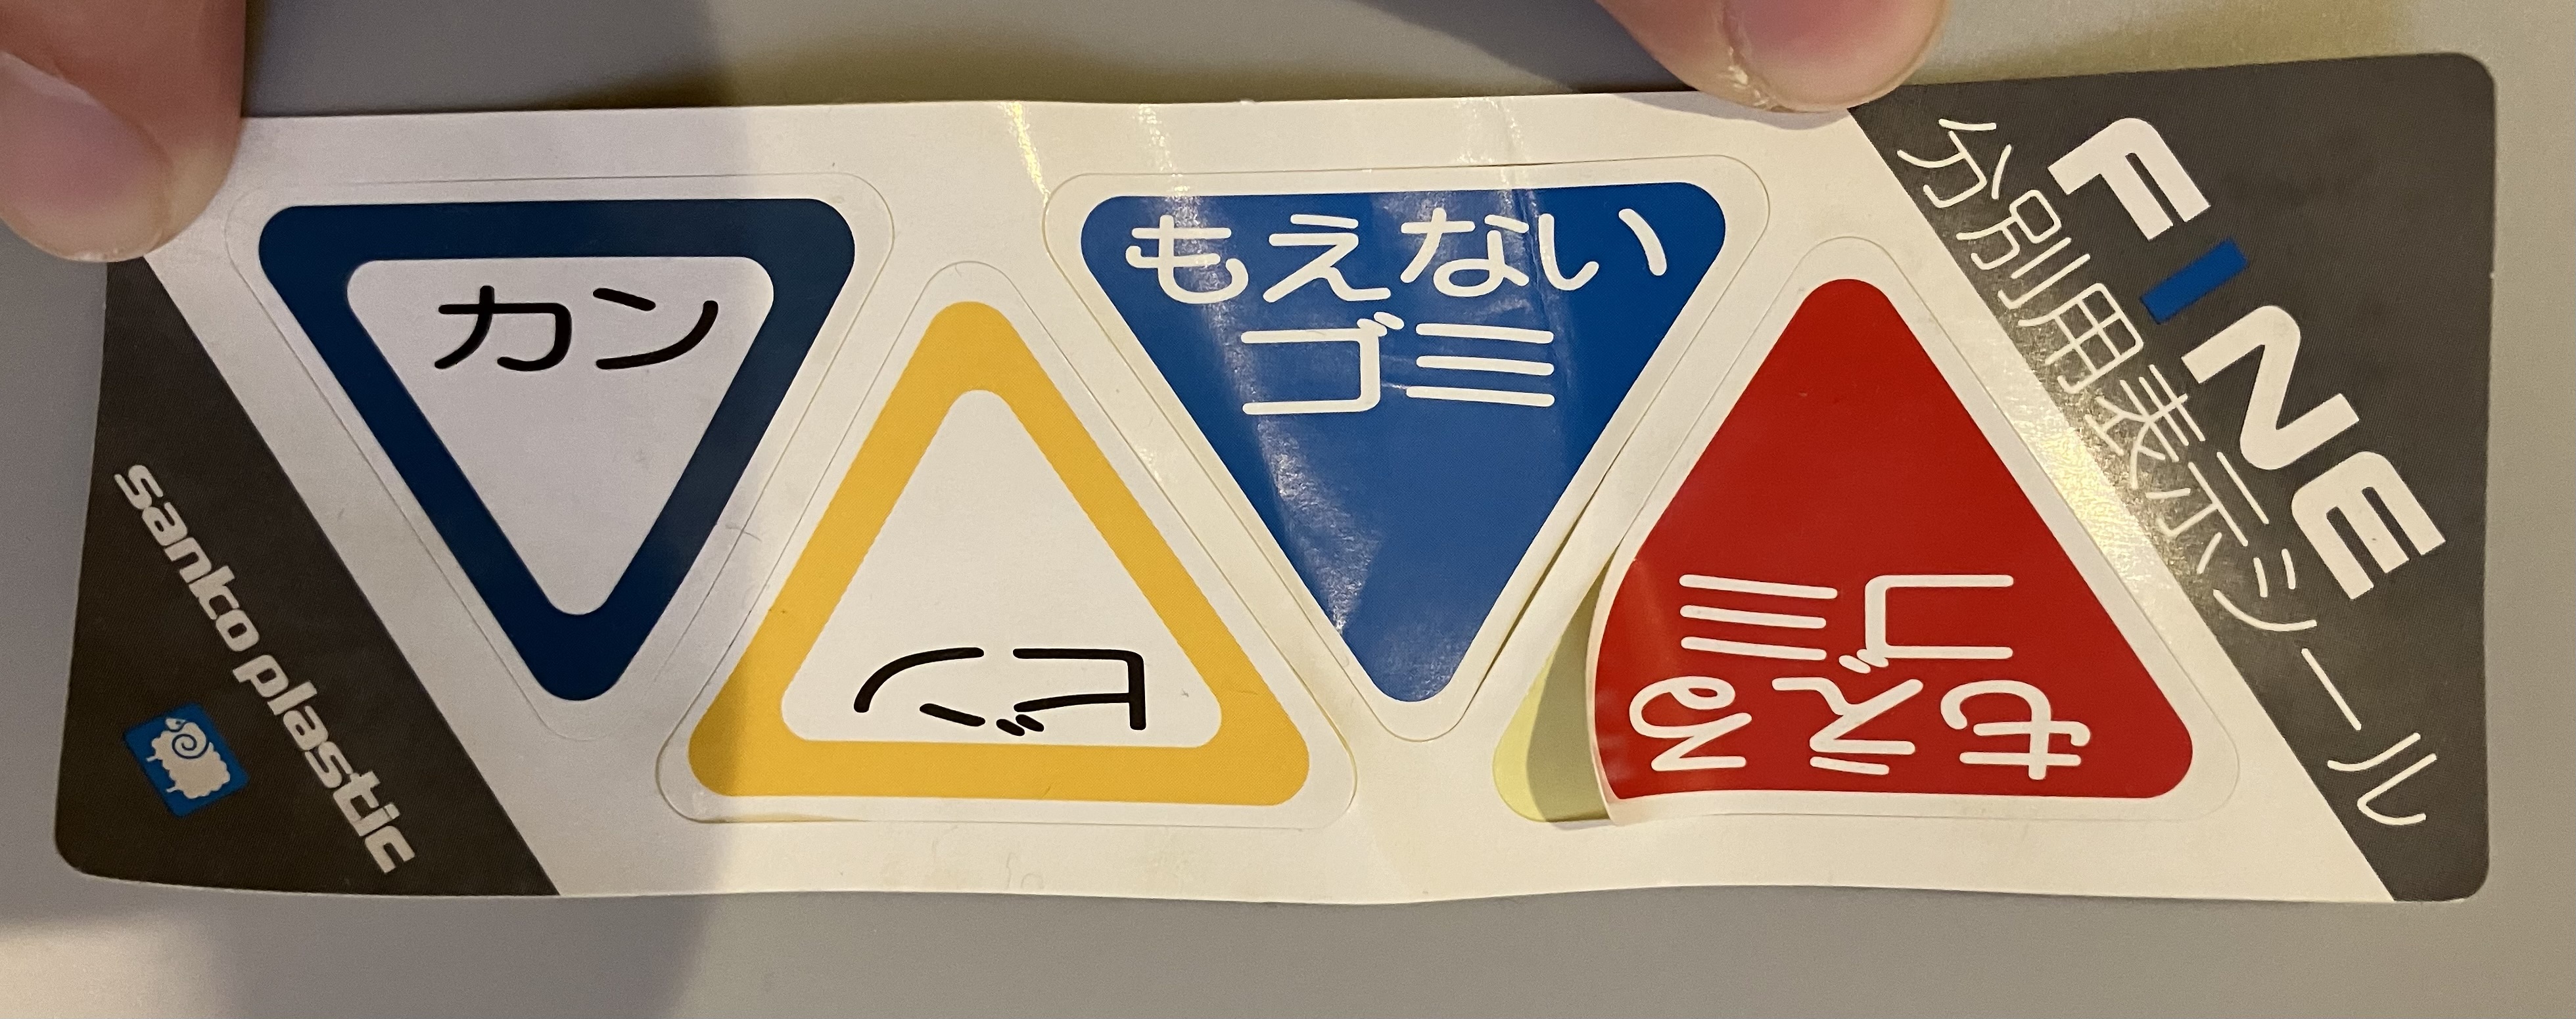 カン
ビン
もえない
ゴミ
もえる
ゴミ
FINE
分別用表示シール
sanko plastic